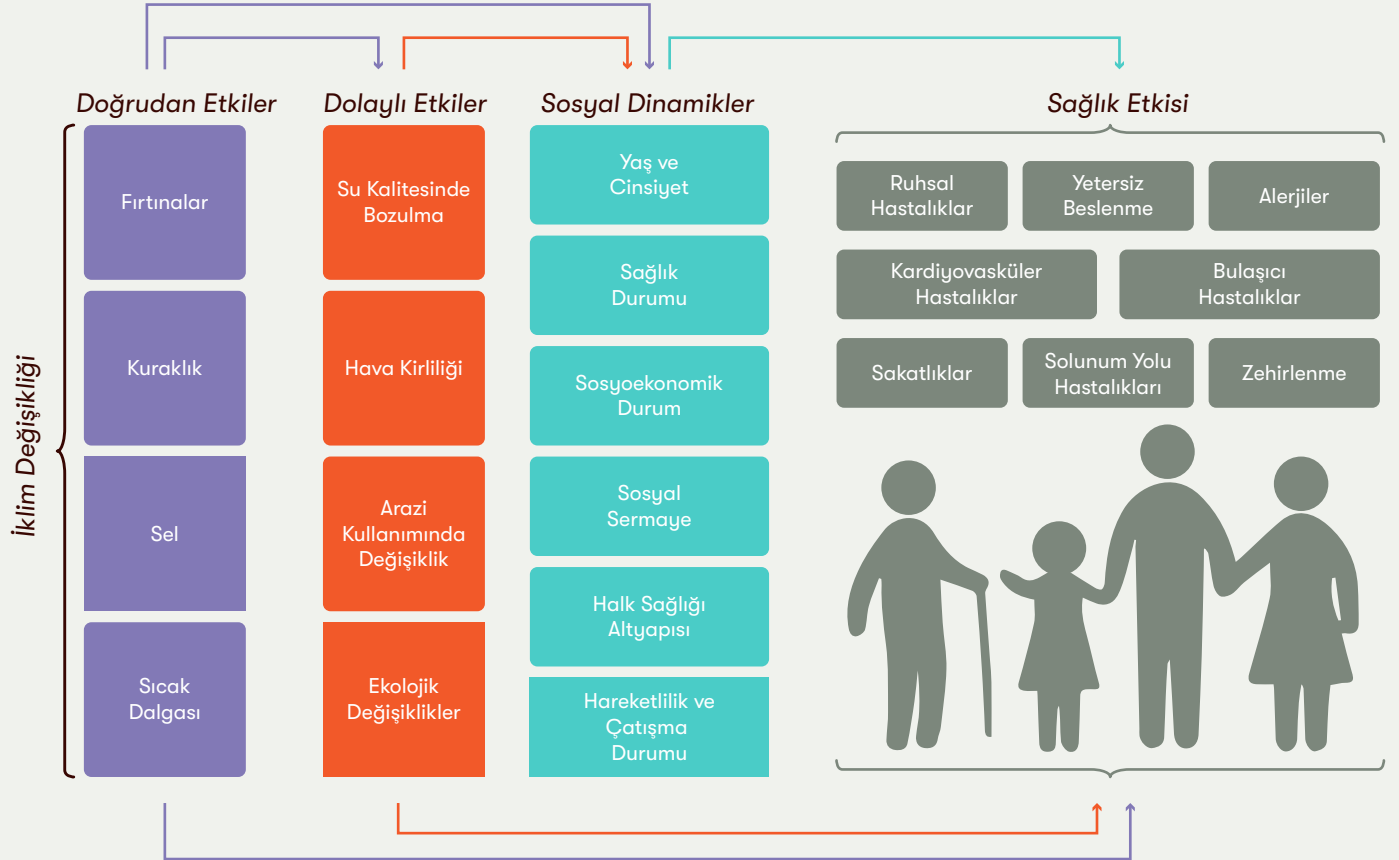 Doğrudan Etkiler
Dolaylı Etkiler
Sosyal Dinamikler
Sağlık Etkisi
İklim Değişikliği
Fırtınalar
Kuraklık
Sel
Sıcak
Dalgası
Su Kalitesinde
Bozulma
Hava Kirliliği
Arazi
Kullanımında
Değişiklik
Ekolojik
Değişiklikler
Yaş ve
Cinsiyet
Sağlık
Durumu
Sosyoekonomik
Durum
Sosyal
Sermaye
Halk Sağlığı
Altyapısı
Hareketlilik ve
Çatışma
Durumu
Ruhsal
Hastalıklar
Yetersiz
Beslenme
Alerjiler
Kardiyovasküler
Hastalıklar
Bulaşıcı
Hastalıklar
Sakatlıklar
Solunum Yolu
Hastalıkları
Zehirlenme